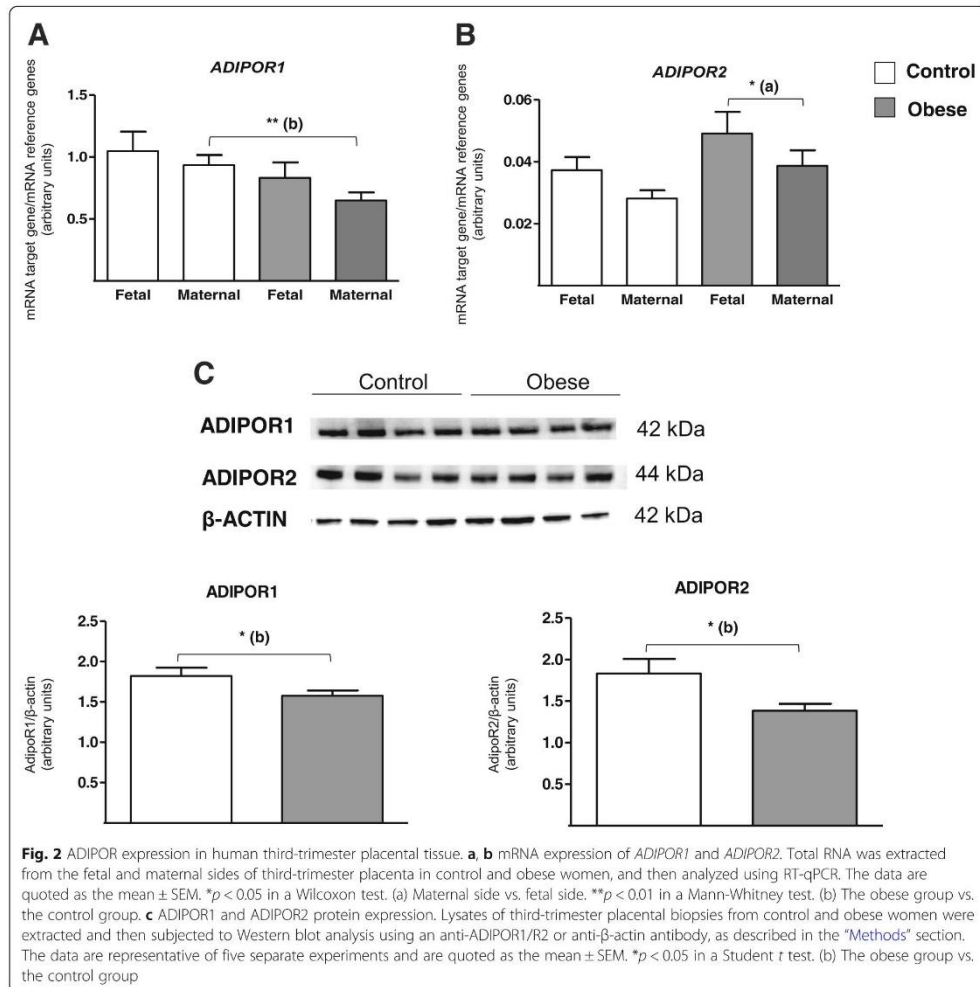 A
ADIPOR1
mRNA target gene/mRNA reference genes
(arbitrary units)
1.5
1.0
0.5
** (b)
Fetal Maternal Fetal Maternal
B
ADIPOR2
mRNA target gene/mRNA reference genes
(arbitrary units)
0.06
0.04
0.02
* (a)
Fetal Maternal Fetal Maternal
Control
Obese
C
Control Obese
ADIPOR1 42 kDa
ADIPOR2 44 kDa
β-ACTIN 42 kDa
ADIPOR1
AdipoR1/β-actin
(arbitrary units)
2.5
2.0
1.5
1.0
0.5
* (b)
ADIPOR2
AdipoR2/β-actin
(arbitrary units)
2.5
2.0
1.5
1.0
0.5
* (b)
Fig. 2 ADIPOR expression in human third-trimester placental tissue. a, b mRNA expression of ADIPOR1 and ADIPOR2. Total RNA was extracted
from the fetal and maternal sides of third-trimester placenta in control and obese women, and then analyzed using RT-qPCR. The data are
quoted as the mean ± SEM. *p < 0.05 in a Wilcoxon test. (a) Maternal side vs. fetal side. **p < 0.01 in a Mann-Whitney test. (b) The obese group vs.
the control group. c ADIPOR1 and ADIPOR2 protein expression. Lysates of third-trimester placental biopsies from control and obese women were
extracted and then subjected to Western blot analysis using an anti-ADIPOR1/R2 or anti-β-actin antibody, as described in the "Methods" section.
The data are representative of five separate experiments and are quoted as the mean ± SEM. *p < 0.05 in a Student t test. (b) The obese group vs.
the control group